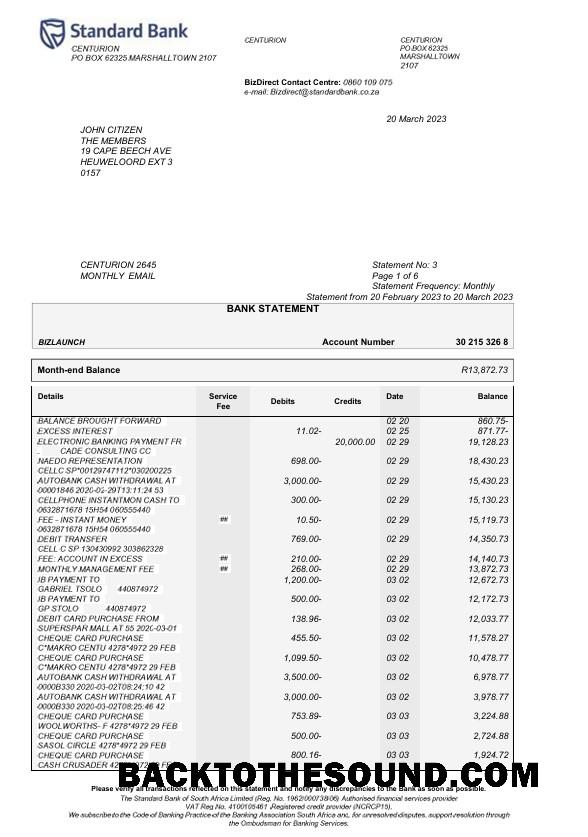 Standard Bank
CENTURION
PO BOX 62325 MARSHALLTOWN 2107
CENTURION
CENTURION
PO BOX 62325
MARSHALLTOWN
2107
BizDirect Contact Centre: 0860 109 075
e-mail: Bizdirect@standardbank.co.za
20 March 2023
JOHN CITIZEN
THE MEMBERS
19 CAPE BEECH AVE
HEUWELOORD EXT 3
0157
CENTURION 2645
MONTHLY EMAIL
Statement No: 3
Page 1 of 6
Statement Frequency: Monthly
Statement from 20 February 2023 to 20 March 2023
BANK STATEMENT
BIZLAUNCH Account Number 30 215 326 8
Month-end Balance R13,872.73
Details Service Fee Debits Credits Date Balance
BALANCE BROUGHT FORWARD 02 20 860.75-
EXCESS INTEREST 11.02- 02 25 871.77-
ELECTRONIC BANKING PAYMENT FR 20,000.00 02 29 19,128.23
CADE CONSULTING CC
NAEDO REPRESENTATION 698.00- 02 29 18,430.23
CELLC SP*00129747112*030200225
AUTOBANK CASH WITHDRAWAL AT 3,000.00- 02 29 15,430.23
00001846 2020-02-29T13:11:24 53
CELLPHONE INSTANTMON CASH TO 300.00- 02 29 15,130.23
0632871678 15H54 060555440
FEE - INSTANT MONEY ## 10.50- 02 29 15,119.73
0632871678 15H54 060555440
DEBIT TRANSFER 769.00- 02 29 14,350.73
CELL C SP 130430992 303862328
FEE: ACCOUNT IN EXCESS ## 210.00- 02 29 14,140.73
MONTHLY MANAGEMENT FEE ## 268.00- 02 29 13,872.73
IB PAYMENT TO 1,200.00- 03 02 12,672.73
GABRIEL TSOLO 440874972
IB PAYMENT TO 500.00- 03 02 12,172.73
GP STOLO 440874972
DEBIT CARD PURCHASE FROM 138.96- 03 02 12,033.77
SUPERSPAR MALL AT 55 2020-03-01
CHEQUE CARD PURCHASE 455.50- 03 02 11,578.27
C*MAKRO CENTU 4278*4972 29 FEB
CHEQUE CARD PURCHASE 1,099.50- 03 02 10,478.77
C*MAKRO CENTU 4278*4972 29 FEB
AUTOBANK CASH WITHDRAWAL AT 3,500.00- 03 02 6,978.77
0000B330 2020-03-02T08:24:10 42
AUTOBANK CASH WITHDRAWAL AT 3,000.00- 03 02 3,978.77
0000B330 2020-03-02T08:25:46 42
CHEQUE CARD PURCHASE 753.89- 03 03 3,224.88
WOOLWORTHS- F 4278*4972 29 FEB
CHEQUE CARD PURCHASE 500.00- 03 03 2,724.88
SASOL CIRCLE 4278*4972 29 FEB
CHEQUE CARD PURCHASE 800.16- 03 03 1,924.72
CASH CRUSADER
BACKTOTHESOUND.COM
Please verify all transactions reflected on this statement and notify any discrepancies to the Bank as soon as possible.
The Standard Bank of South Africa Limited (Reg. No. 1962/000738/06) Authorised financial services provider
VAT Reg No. 4100105461 Registered credit provider (NCRCP15).
We subscribe to the Code of Banking Practice of the Banking Association South Africa and, for unresolved disputes, support resolution through
the Ombudsman for Banking Services.